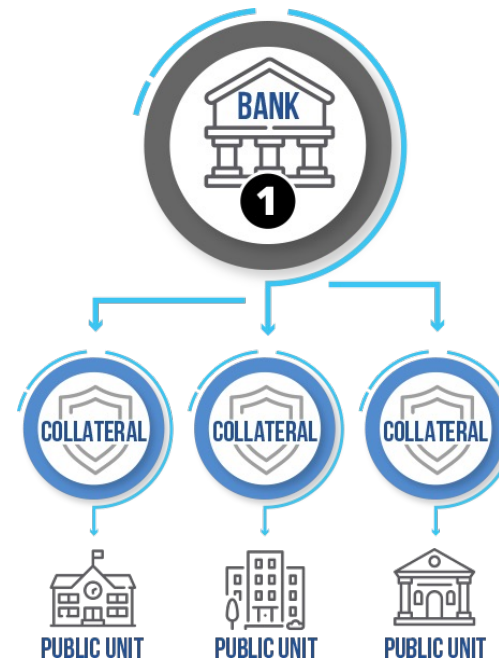 BANK
1
COLLATERAL
COLLATERAL
COLLATERAL
PUBLIC UNIT
PUBLIC UNIT
PUBLIC UNIT